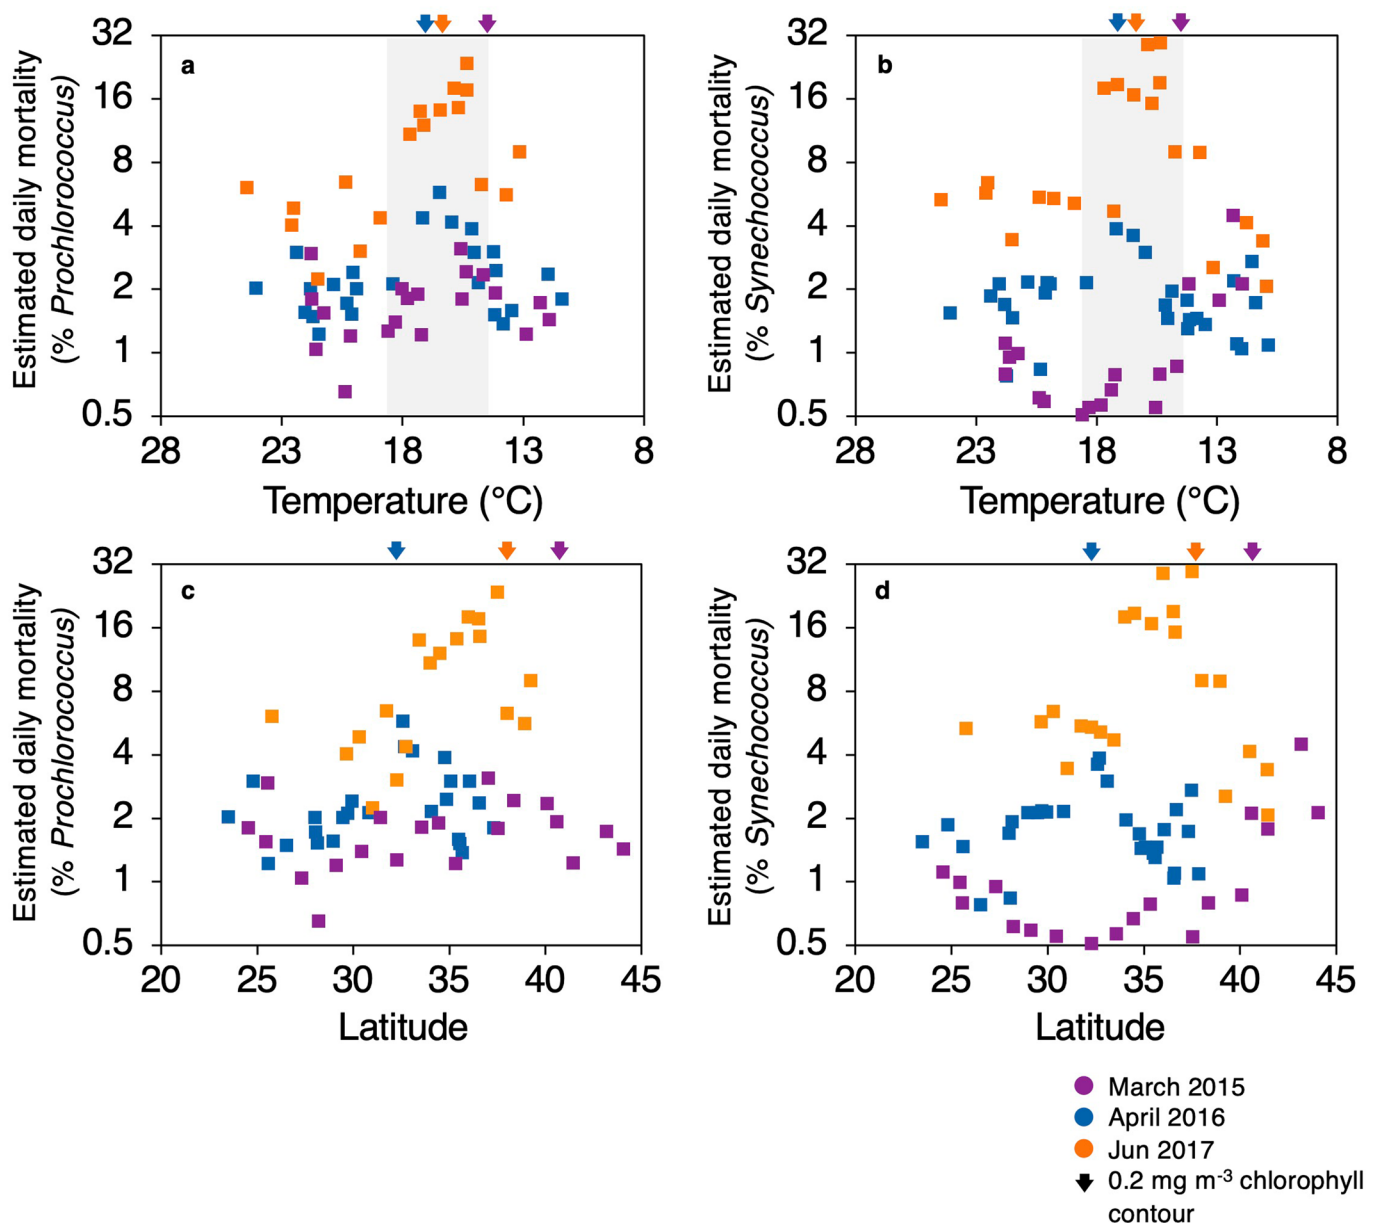 a
32
16
8
4
2
1
0.5
Estimated daily mortality
(% Prochlorococcus)
28 23 18 13 8
Temperature (°C)
b
32
16
8
4
2
1
0.5
Estimated daily mortality
(% Synechococcus)
28 23 18 13 8
Temperature (°C)
c
32
16
8
4
2
1
0.5
Estimated daily mortality
(% Prochlorococcus)
20 25 30 35 40 45
Latitude
d
32
16
8
4
2
1
0.5
Estimated daily mortality
(% Synechococcus)
20 25 30 35 40 45
Latitude
March 2015
April 2016
Jun 2017
0.2 mg m-3 chlorophyll
contour